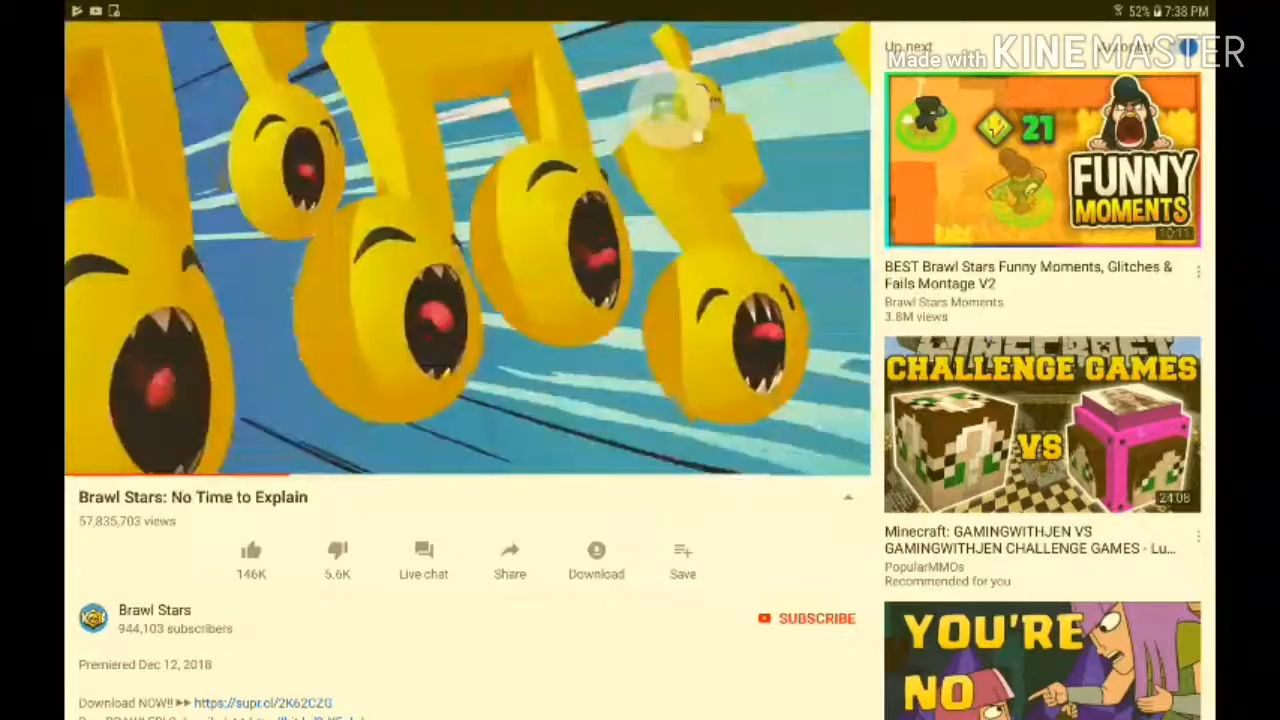 52% 7:38 PM
Up next
Made with KINEMASTER
21
FUNNY
MOMENTS
10:11
BEST Brawl Stars Funny Moments, Glitches &
Fails Montage V2
Brawl Stars Moments
3.8M views
MINECRAFT
CHALLENGE GAMES
VS
24:08
Minecraft: GAMINGWITHJEN VS
GAMINGWITHJEN CHALLENGE GAMES - Lu...
PopularMMOs
Recommended for you
YOU'RE
NO
Brawl Stars: No Time to Explain
57,835,703 views
146K
5.6K
Live chat
Share
Download
Save
Brawl Stars
944,103 subscribers
SUBSCRIBE
Premiered Dec 12, 2018
Download NOW!! ►► https://supr.cl/2K62CZG